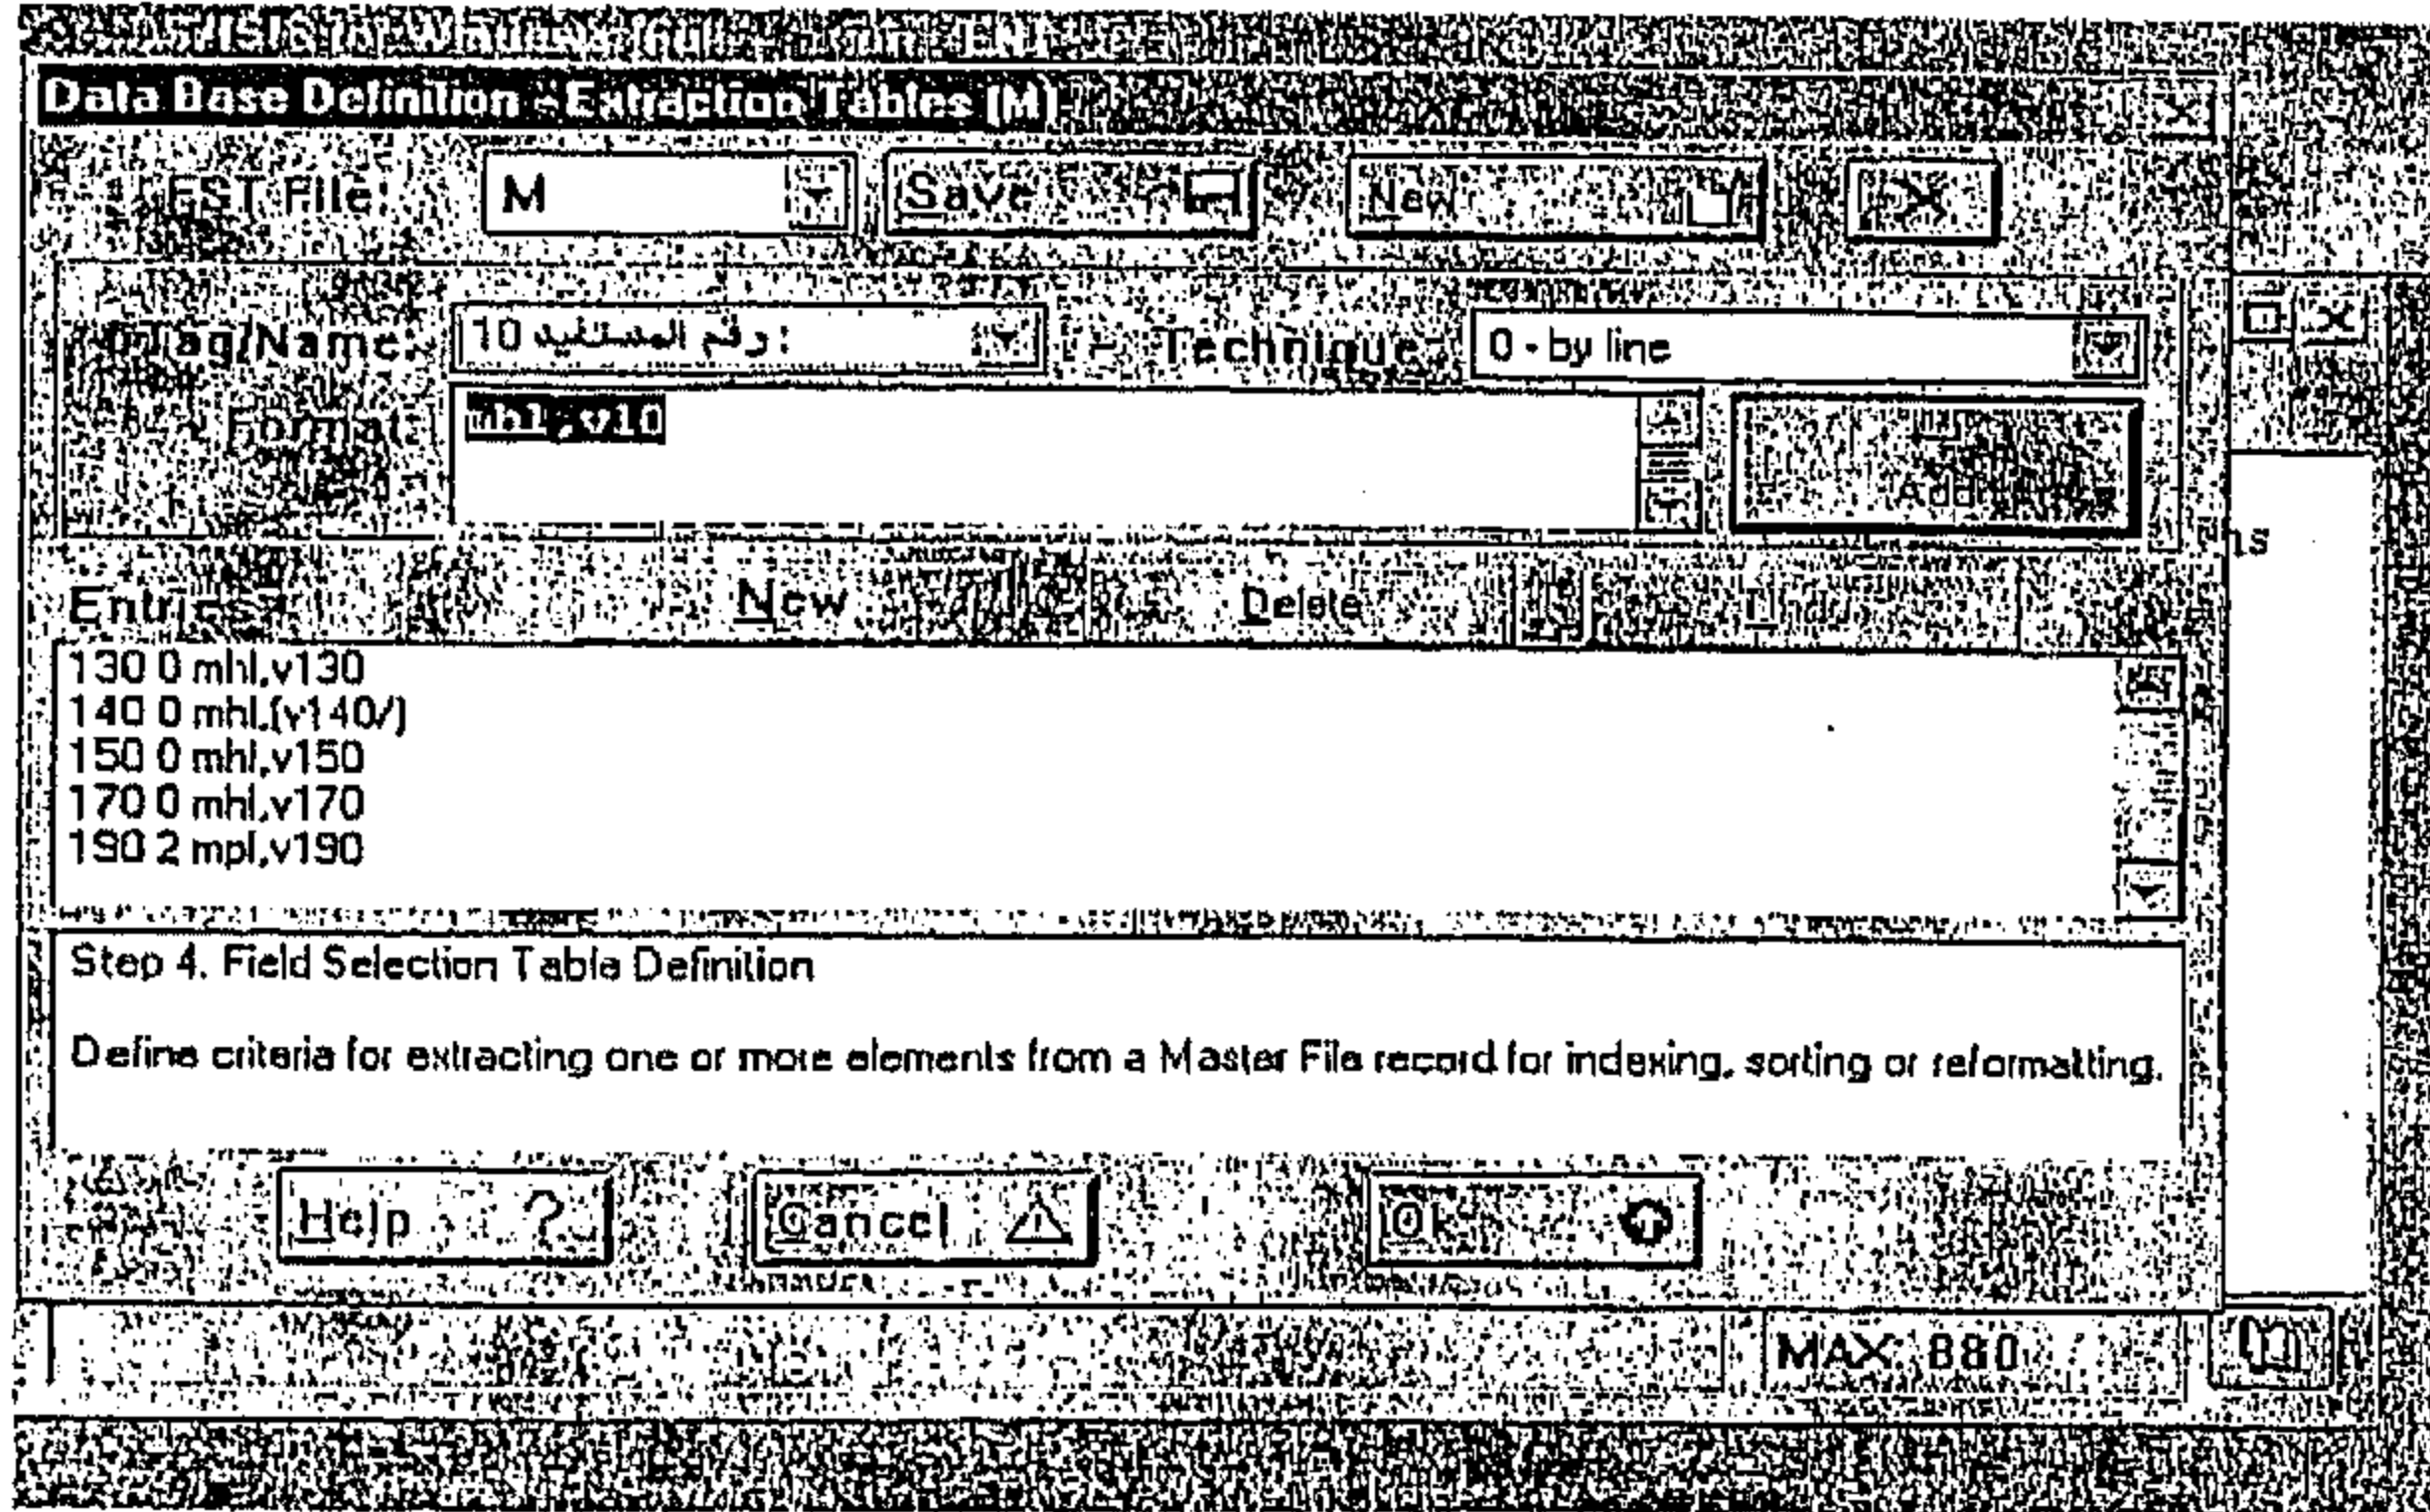 Data Base Definition - Extraction Tables (M)
FST File: M Save New
ID Tag/Name: 10 رقم المستفيد: Technique: 0 - by line
Format: mhl,v10
Add
Entries New Delete Undo
130 0 mhl,v130
140 0 mhl,(v140/)
150 0 mhl,v150
170 0 mhl,v170
190 2 mpl,v190
Step 4. Field Selection Table Definition
Define criteria for extracting one or more elements from a Master File record for indexing, sorting or reformatting.
Help ? Cancel Ok
MAX: 880